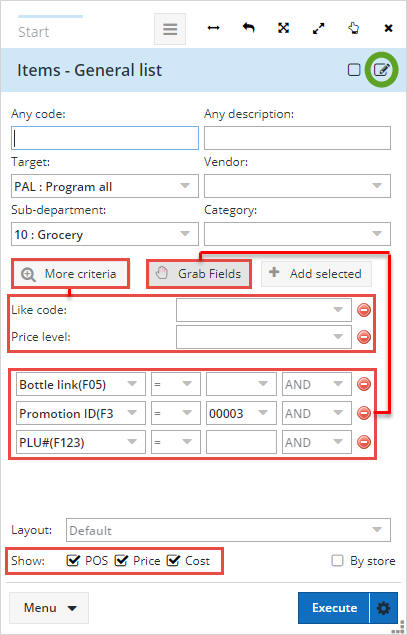 Start
Items - General list
Any code: Any description:
Target: Vendor:
PAL : Program all
Sub-department: Category:
10 : Grocery
More criteria Grab Fields Add selected
Like code:
Price level:
Bottle link(F05) = AND
Promotion ID(F3 = 00003 AND
PLU#(F123) = AND
Layout: Default
Show: POS Price Cost By store
Menu Execute